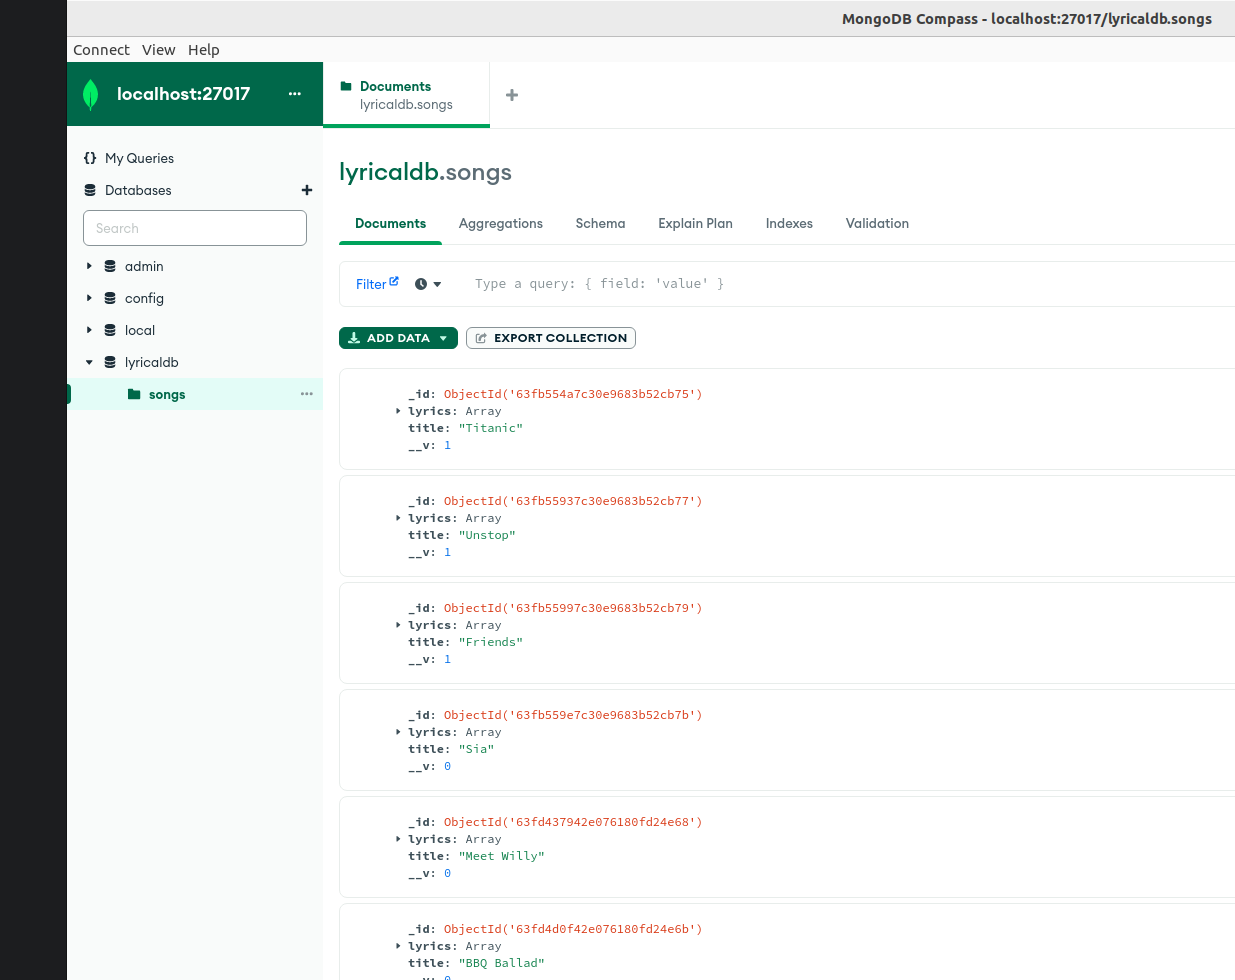 MongoDB Compass - localhost:27017/lyricaldb.songs
Connect View Help
localhost:27017 ...
Documents
lyricaldb.songs
+
{} My Queries
Databases +
Search
admin
config
local
lyricaldb
songs ...
lyricaldb.songs
Documents Aggregations Schema Explain Plan Indexes Validation
Filter Type a query: { field: 'value' }
ADD DATA EXPORT COLLECTION
_id: ObjectId('63fb554a7c30e9683b52cb75')
lyrics: Array
title: "Titanic"
__v: 1
_id: ObjectId('63fb55937c30e9683b52cb77')
lyrics: Array
title: "Unstop"
__v: 1
_id: ObjectId('63fb55997c30e9683b52cb79')
lyrics: Array
title: "Friends"
__v: 1
_id: ObjectId('63fb559e7c30e9683b52cb7b')
lyrics: Array
title: "Sia"
__v: 0
_id: ObjectId('63fd437942e076180fd24e68')
lyrics: Array
title: "Meet Willy"
__v: 0
_id: ObjectId('63fd4d0f42e076180fd24e6b')
lyrics: Array
title: "BBQ Ballad"
__v: 0